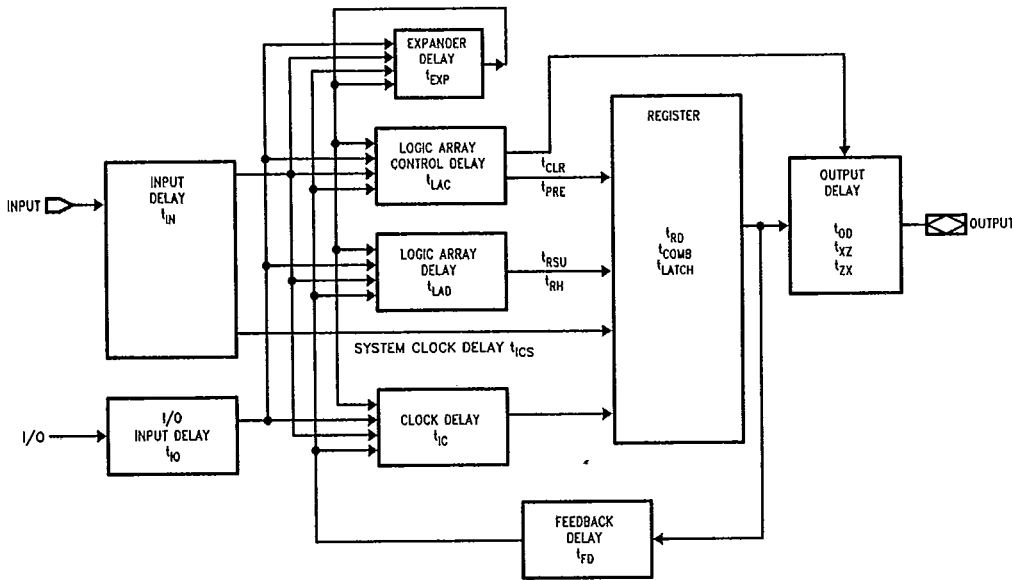 EXPANDER
DELAY
tEXP
LOGIC ARRAY
CONTROL DELAY
tLAC
tCLR
tPRE
REGISTER
INPUT
INPUT
DELAY
tIN
OUTPUT
DELAY
tOD
tXZ
tZX
OUTPUT
LOGIC ARRAY
DELAY
tLAD
tRSU
tRH
tRD
tCOMB
tLATCH
SYSTEM CLOCK DELAY tICS
CLOCK DELAY
tIC
I/O
I/O
INPUT DELAY
tIO
FEEDBACK
DELAY
tFD